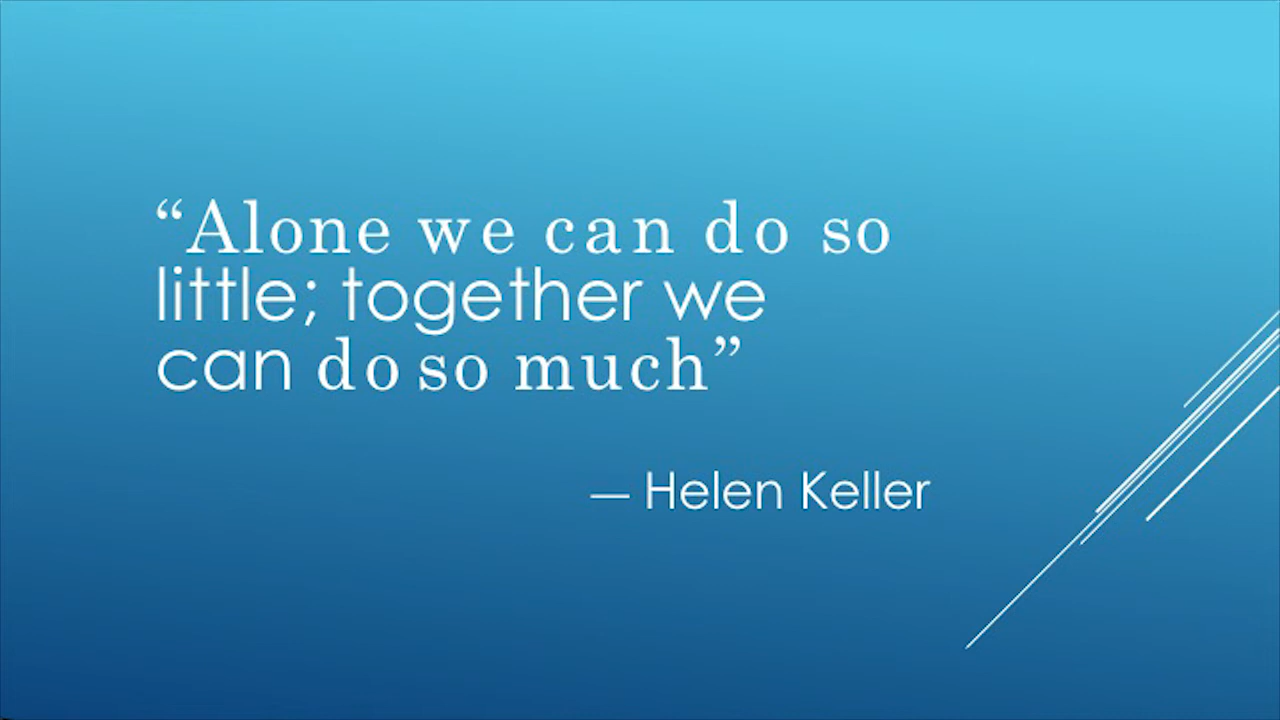 “Alone we can do so
little; together we
can do so much”
— Helen Keller